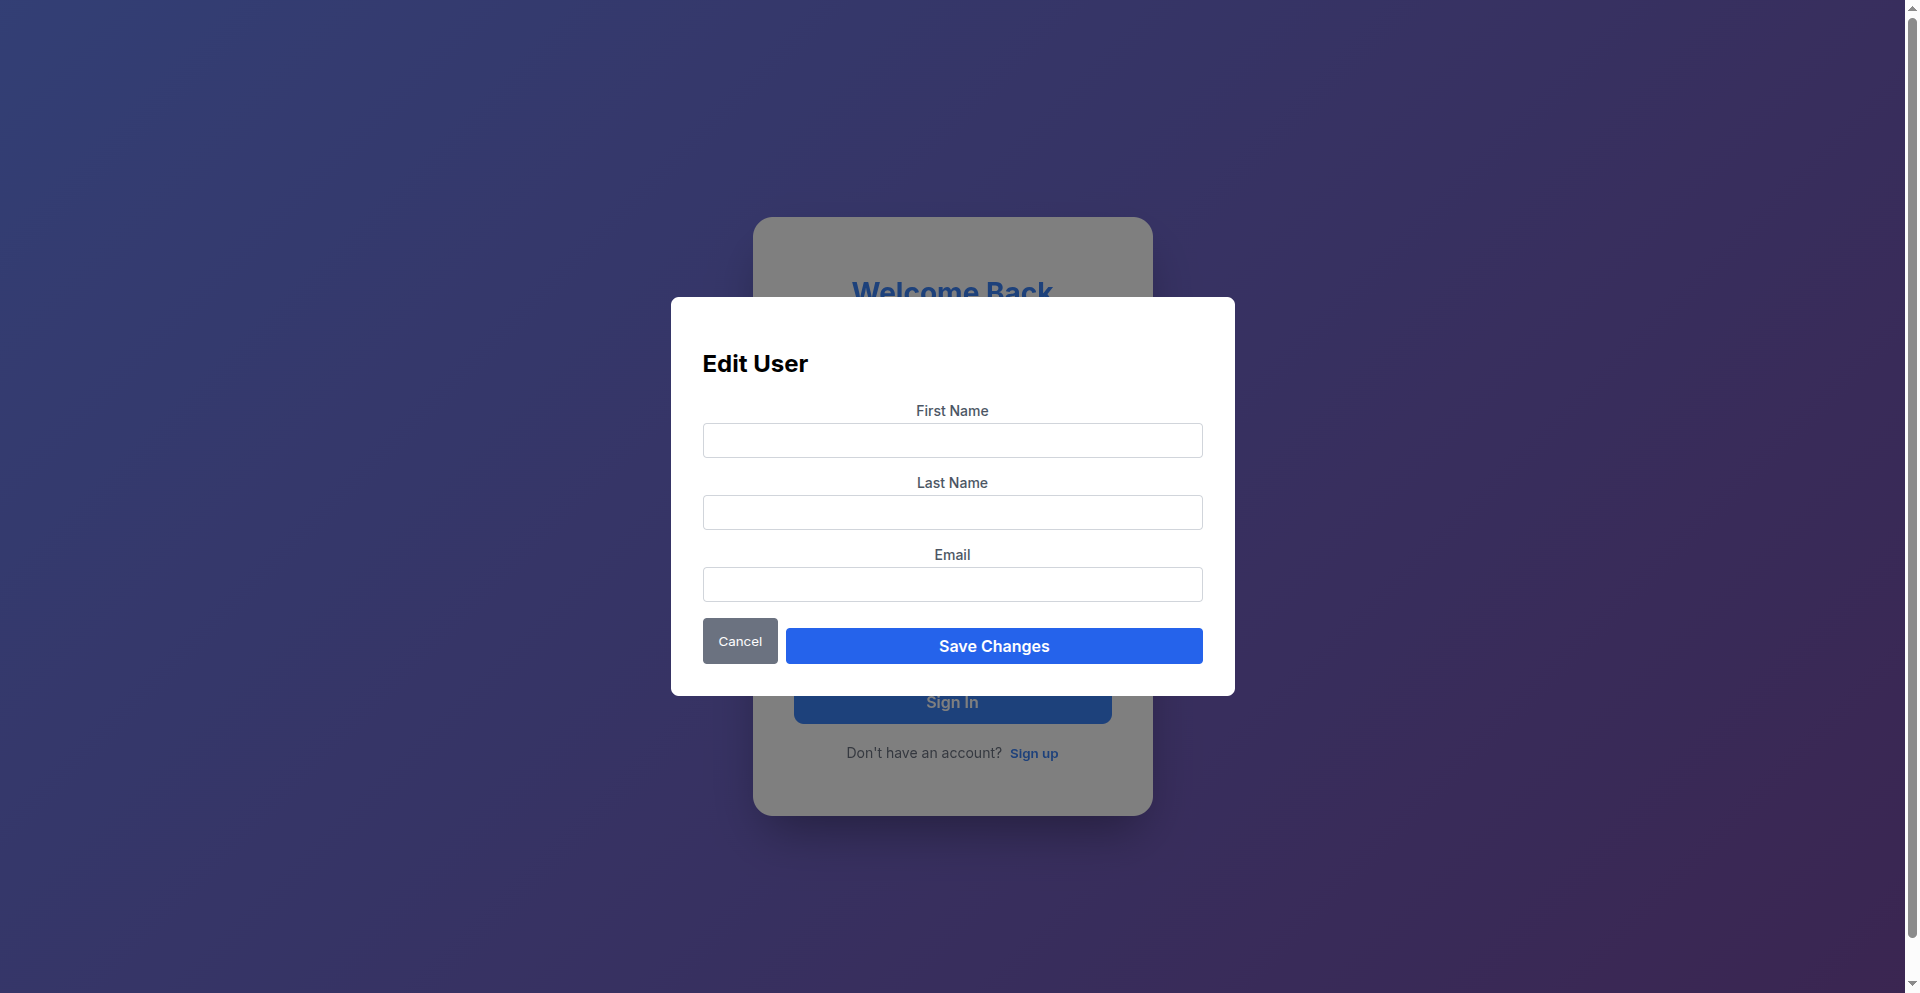 Welcome Back
Edit User
First Name
Last Name
Email
Cancel
Save Changes
Sign In
Don't have an account? Sign up